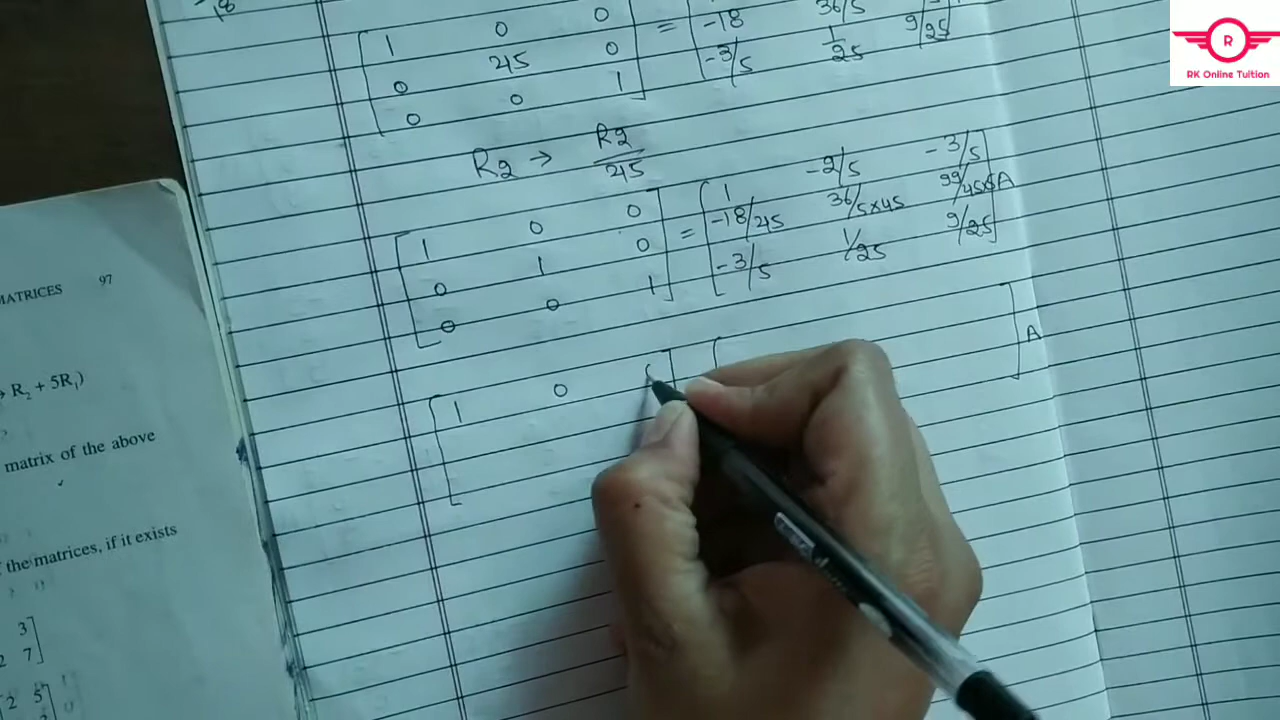 -18
R
RK Online Tuition
1 0 0 = -18 36/5
0 45 0 -3/5 1/25 9/25
0 0 1
R2 → R2/45
1 0 0 = 1 -2/5 -3/5
0 1 0 -18/45 36/5×45 99/45×5 A
0 0 1 -3/5 1/25 9/25
1 0 A
MATRICES 97
R2 + 5R1)
matrix of the above
of the matrices, if it exists
3
2 7
2 5